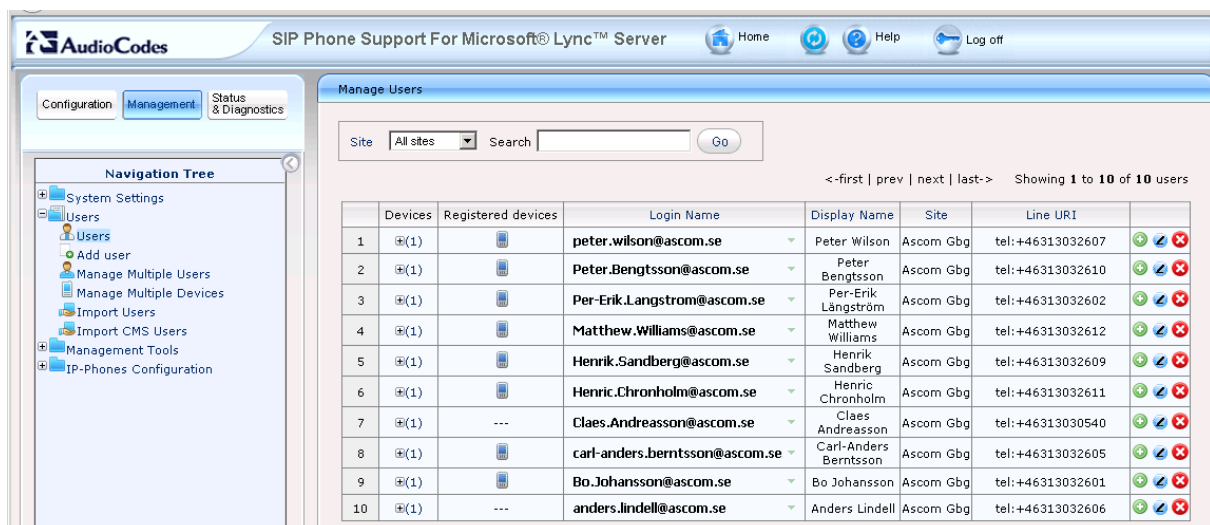 AudioCodes
SIP Phone Support For Microsoft® Lync™ Server
Home
Help
Log off
Configuration
Management
Status
& Diagnostics
Navigation Tree
System Settings
Users
Users
Add user
Manage Multiple Users
Manage Multiple Devices
Import Users
Import CMS Users
Management Tools
IP-Phones Configuration
Manage Users
Site All sites Search Go
<-first | prev | next | last-> Showing 1 to 10 of 10 users
Devices Registered devices Login Name Display Name Site Line URI
1 (1) peter.wilson@ascom.se Peter Wilson Ascom Gbg tel:+46313032607
2 (1) Peter.Bengtsson@ascom.se Peter Bengtsson Ascom Gbg tel:+46313032610
3 (1) Per-Erik.Langstrom@ascom.se Per-Erik Längström Ascom Gbg tel:+46313032602
4 (1) Matthew.Williams@ascom.se Matthew Williams Ascom Gbg tel:+46313032612
5 (1) Henrik.Sandberg@ascom.se Henrik Sandberg Ascom Gbg tel:+46313032609
6 (1) Henric.Chronholm@ascom.se Henric Chronholm Ascom Gbg tel:+46313032611
7 (1) --- Claes.Andreasson@ascom.se Claes Andreasson Ascom Gbg tel:+46313030540
8 (1) carl-anders.berntsson@ascom.se Carl-Anders Berntsson Ascom Gbg tel:+46313032605
9 (1) Bo.Johansson@ascom.se Bo Johansson Ascom Gbg tel:+46313032601
10 (1) --- anders.lindell@ascom.se Anders Lindell Ascom Gbg tel:+46313032606